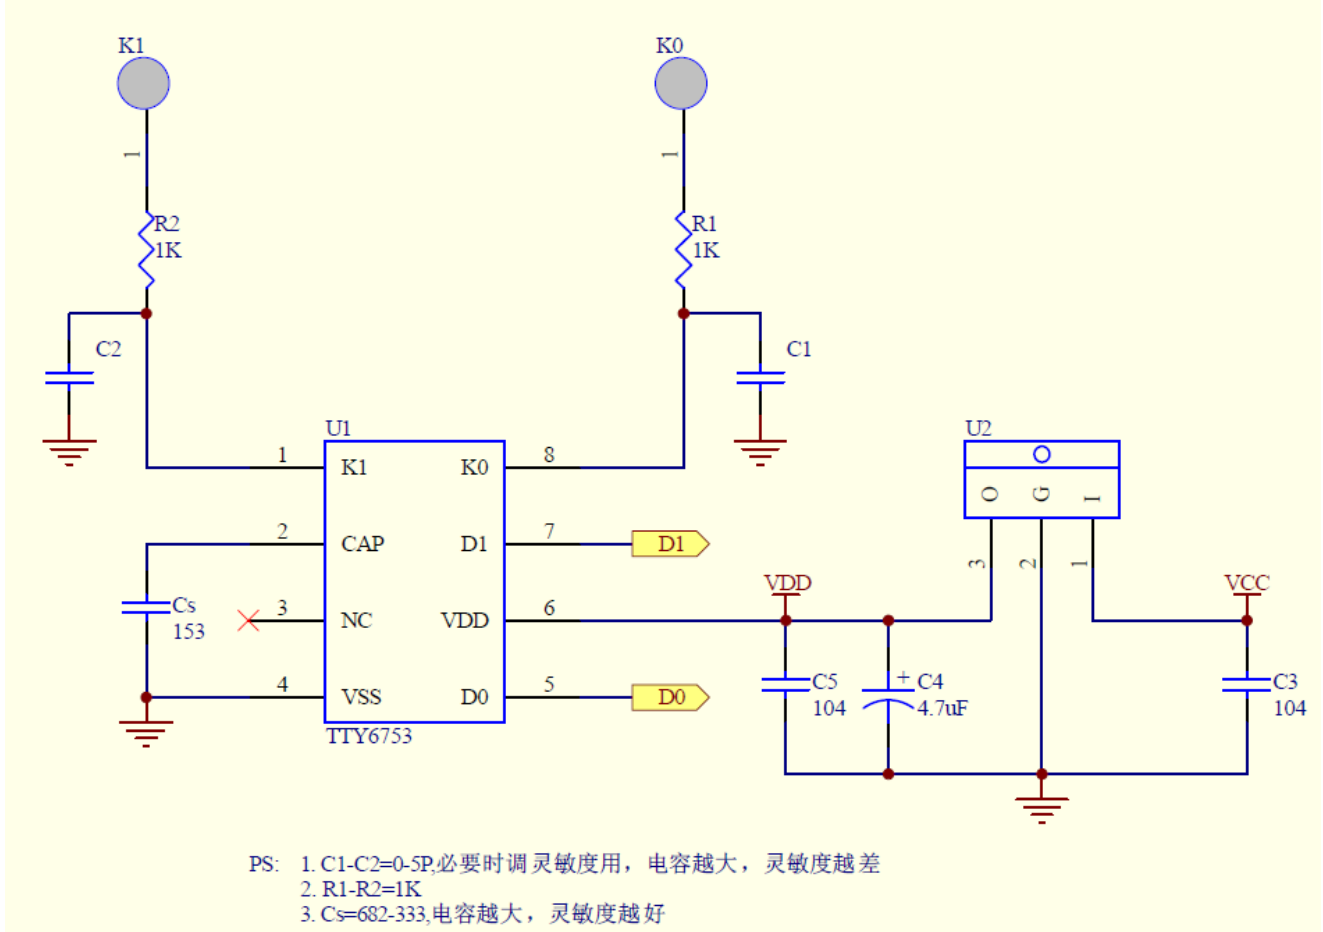 K1
K0
1
1
R2
1K
R1
1K
C2
C1
U1
U2
1
K1
K0
8
O
G
I
2
CAP
D1
7
D1
3
2
1
VDD
VCC
Cs
153
3
NC
VDD
6
4
VSS
D0
5
D0
C5
104
+
C4
4.7uF
C3
104
TTY6753
PS: 1. C1-C2=0-5P,必要时调灵敏度用，电容越大，灵敏度越差
2. R1-R2=1K
3. Cs=682-333,电容越大，灵敏度越好